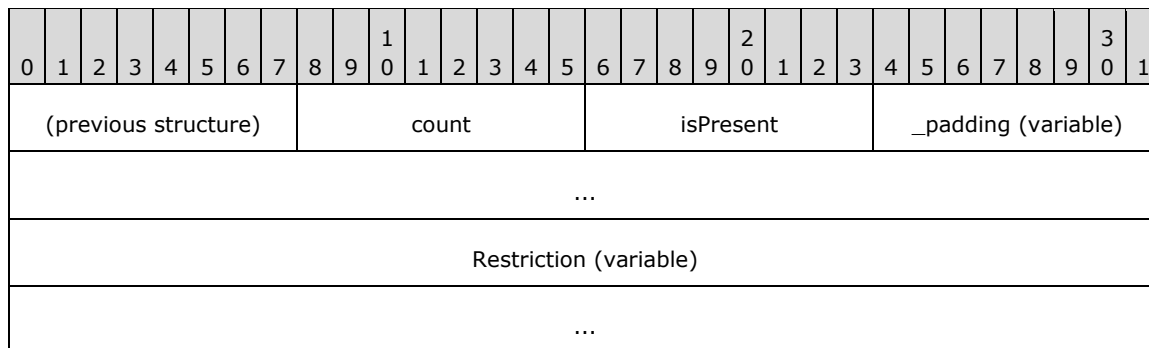 1 2 3
0 1 2 3 4 5 6 7 8 9 0 1 2 3 4 5 6 7 8 9 0 1 2 3 4 5 6 7 8 9 0 1
(previous structure) count isPresent _padding (variable)
...
Restriction (variable)
...